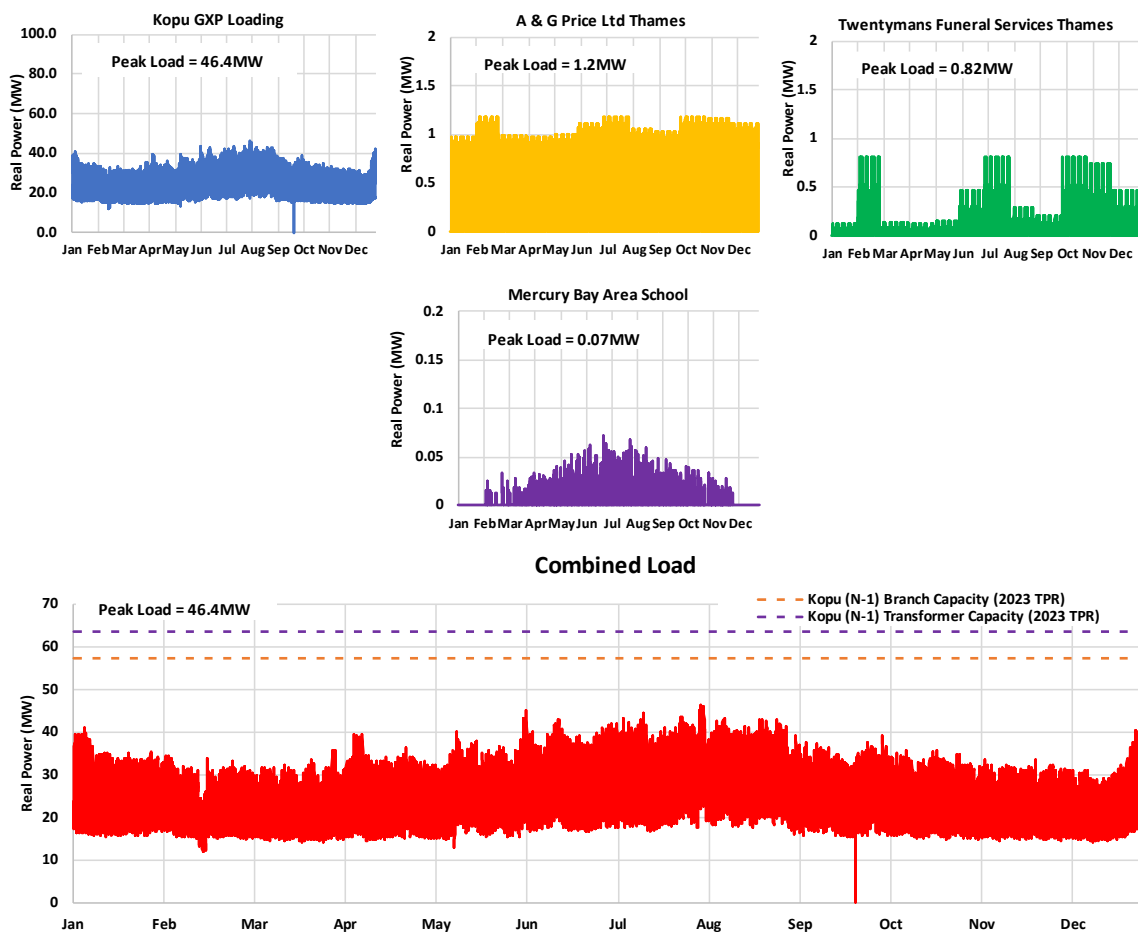 Kopu GXP Loading
100.0
80.0
60.0
40.0
20.0
0.0
Real Power (MW)
Peak Load = 46.4MW
Jan Feb Mar Apr May Jun Jul Aug Sep Oct Nov Dec
A & G Price Ltd Thames
2
1.5
1
0.5
0
Real Power (MW)
Peak Load = 1.2MW
Jan Feb Mar Apr May Jun Jul Aug Sep Oct Nov Dec
Twentymans Funeral Services Thames
2
1.5
1
0.5
0
Real Power (MW)
Peak Load = 0.82MW
Jan Feb Mar Apr May Jun Jul Aug Sep Oct Nov Dec
Mercury Bay Area School
0.2
0.15
0.1
0.05
0
Real Power (MW)
Peak Load = 0.07MW
Jan Feb Mar Apr May Jun Jul Aug Sep Oct Nov Dec
Combined Load
70
60
50
40
30
20
10
0
Real Power (MW)
Peak Load = 46.4MW
Kopu (N-1) Branch Capacity (2023 TPR)
Kopu (N-1) Transformer Capacity (2023 TPR)
Jan Feb Mar Apr May Jun Jul Aug Sep Oct Nov Dec